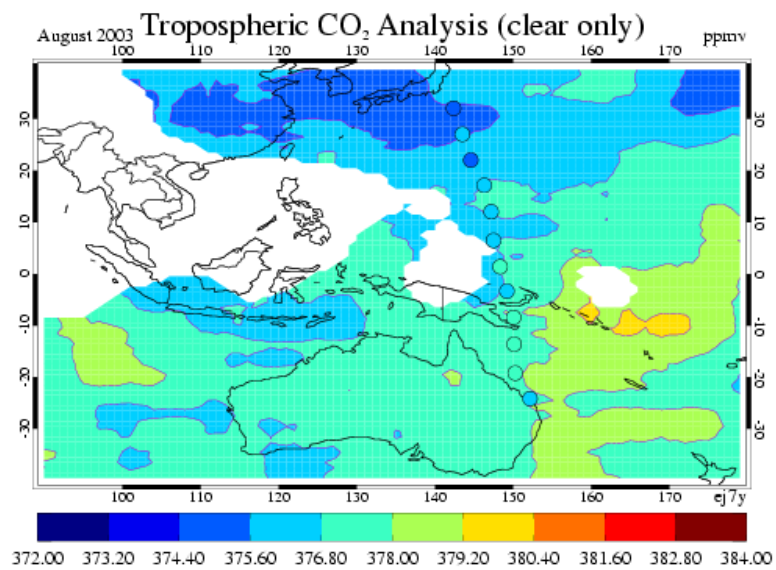 August 2003 Tropospheric CO₂ Analysis (clear only) ppmv
100 110 120 130 140 150 160 170
30 30
20 20
10 10
0 0
-10 -10
-20 -20
-30 -30
100 110 120 130 140 150 160 170
ej7y
372.00 373.20 374.40 375.60 376.80 378.00 379.20 380.40 381.60 382.80 384.00